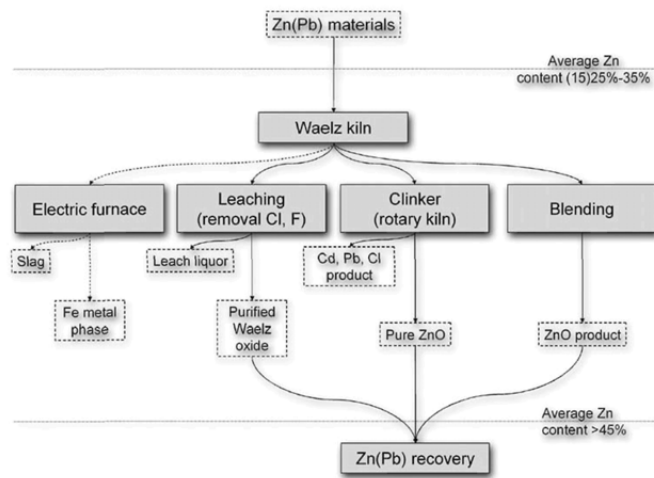 Zn(Pb) materials
Average Zn
content (15)25%-35%
Waelz kiln
Electric furnace
Leaching
(removal Cl, F)
Clinker
(rotary kiln)
Blending
Slag
Leach liquor
Cd, Pb, Cl
product
Fe metal
phase
Purified
Waelz
oxide
Pure ZnO
ZnO product
Average Zn
content >45%
Zn(Pb) recovery